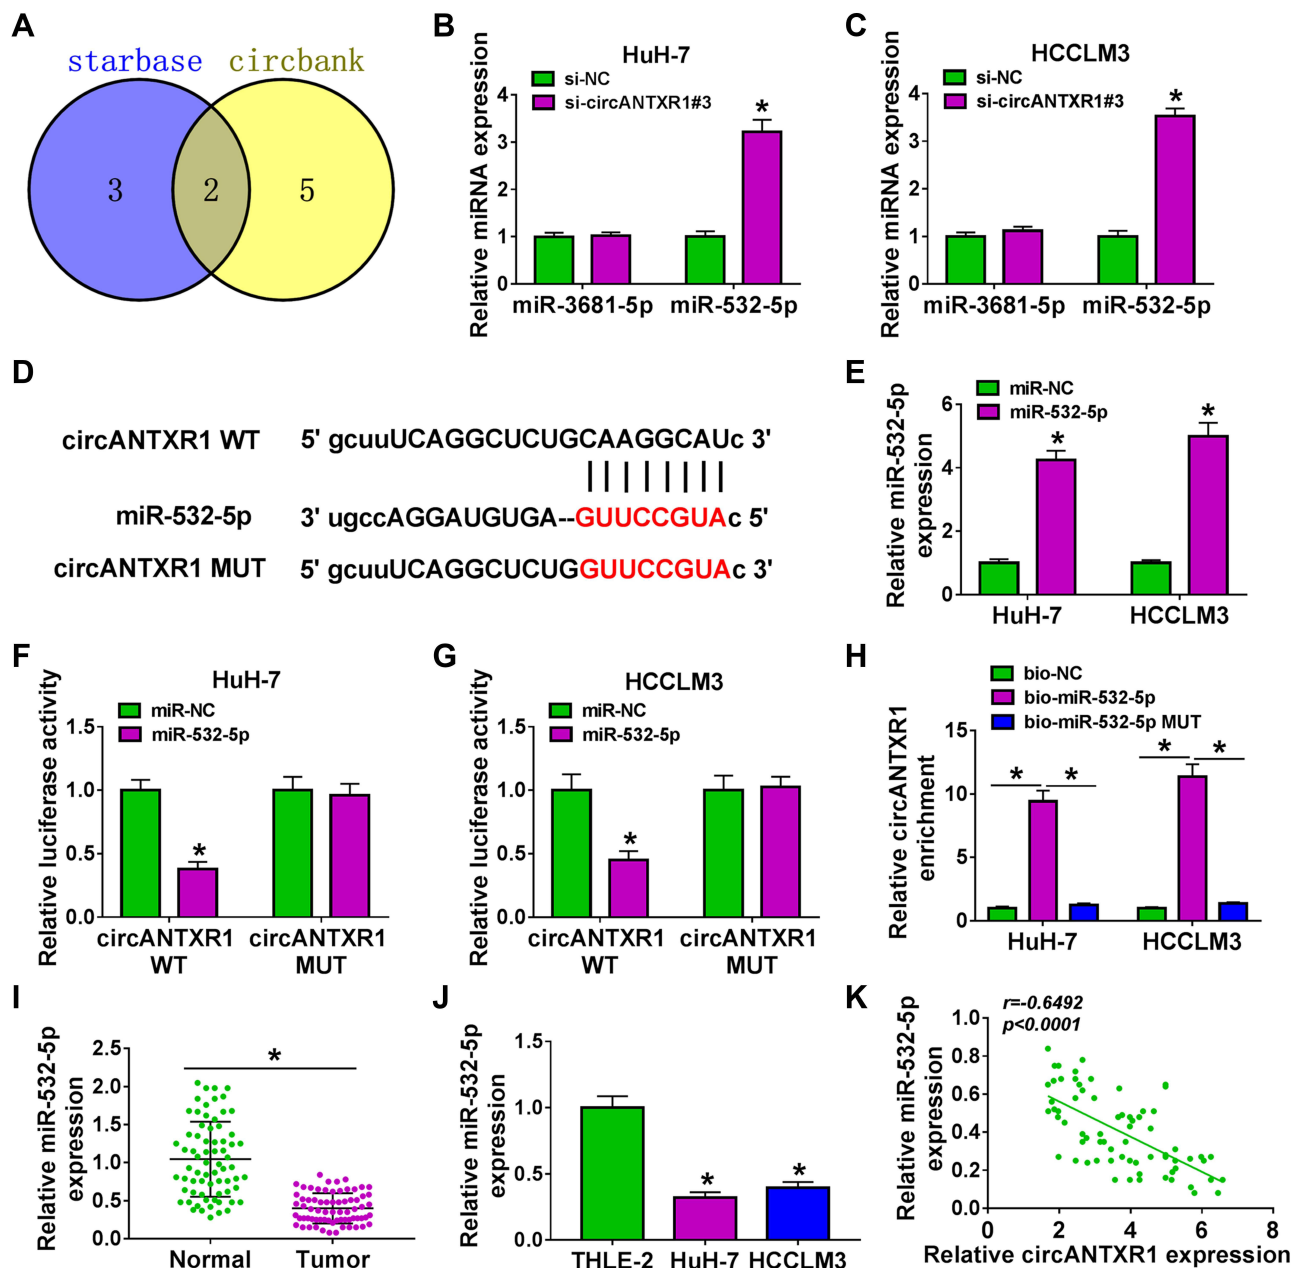 A
starbase circbank
3 2 5
B
HuH-7
si-NC
si-circANTXR1#3
Relative miRNA expression
4
3
2
1
0
*
miR-3681-5p miR-532-5p
C
HCCLM3
si-NC
si-circANTXR1#3
Relative miRNA expression
6
4
2
1
0
*
miR-3681-5p miR-532-5p
D
circANTXR1 WT 5' gcuuUCAGGCUCUGCAAGGCAUc 3'
miR-532-5p 3' ugccAGGAUGUGA--GUUCCGUAc 5'
circANTXR1 MUT 5' gcuuUCAGGCUCUGGUUCCGUAc 3'
E
miR-NC
miR-532-5p
Relative miR-532-5p
expression
6
4
2
0
* *
HuH-7 HCCLM3
F
HuH-7
miR-NC
miR-532-5p
Relative luciferase activity
1.5
1.0
0.5
0.0
*
circANTXR1 circANTXR1
WT MUT
G
HCCLM3
miR-NC
miR-532-5p
Relative luciferase activity
1.5
1.0
0.5
0.0
*
circANTXR1 circANTXR1
WT MUT
H
bio-NC
bio-miR-532-5p
bio-miR-532-5p MUT
Relative circANTXR1
enrichment
15
10
5
0
* * * *
HuH-7 HCCLM3
I
Relative miR-532-5p
expression
2.5
2.0
1.5
1.0
0.5
0.0
*
Normal Tumor
J
Relative miR-532-5p
expression
1.5
1.0
0.5
0.0
* *
THLE-2 HuH-7 HCCLM3
K
r=-0.6492
p<0.0001
Relative miR-532-5p
expression
1.0
0.8
0.6
0.4
0.2
0.0
0 2 4 6 8
Relative circANTXR1 expression